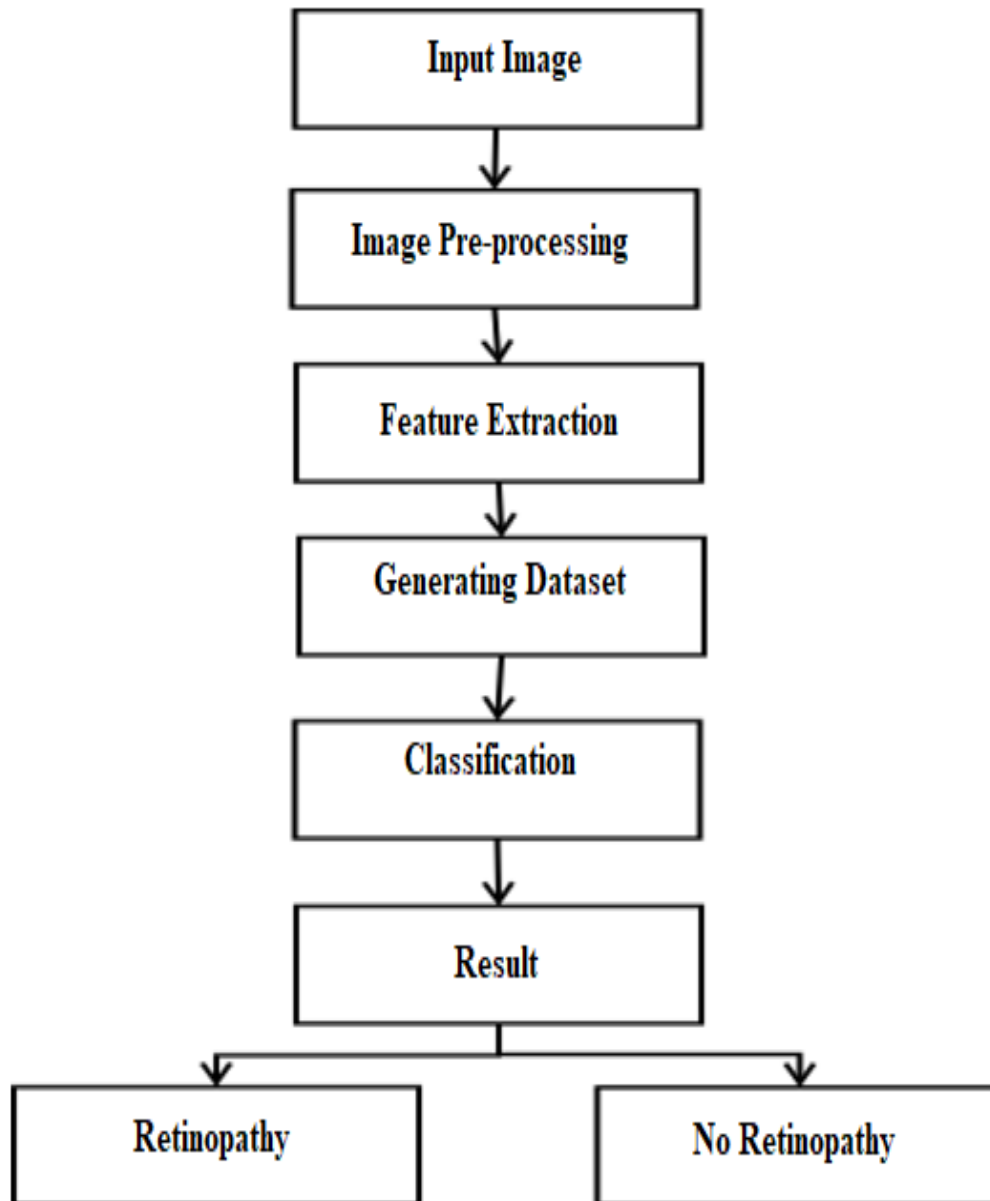 Input Image
Image Pre-processing
Feature Extraction
Generating Dataset
Classification
Result
Retinopathy
No Retinopathy